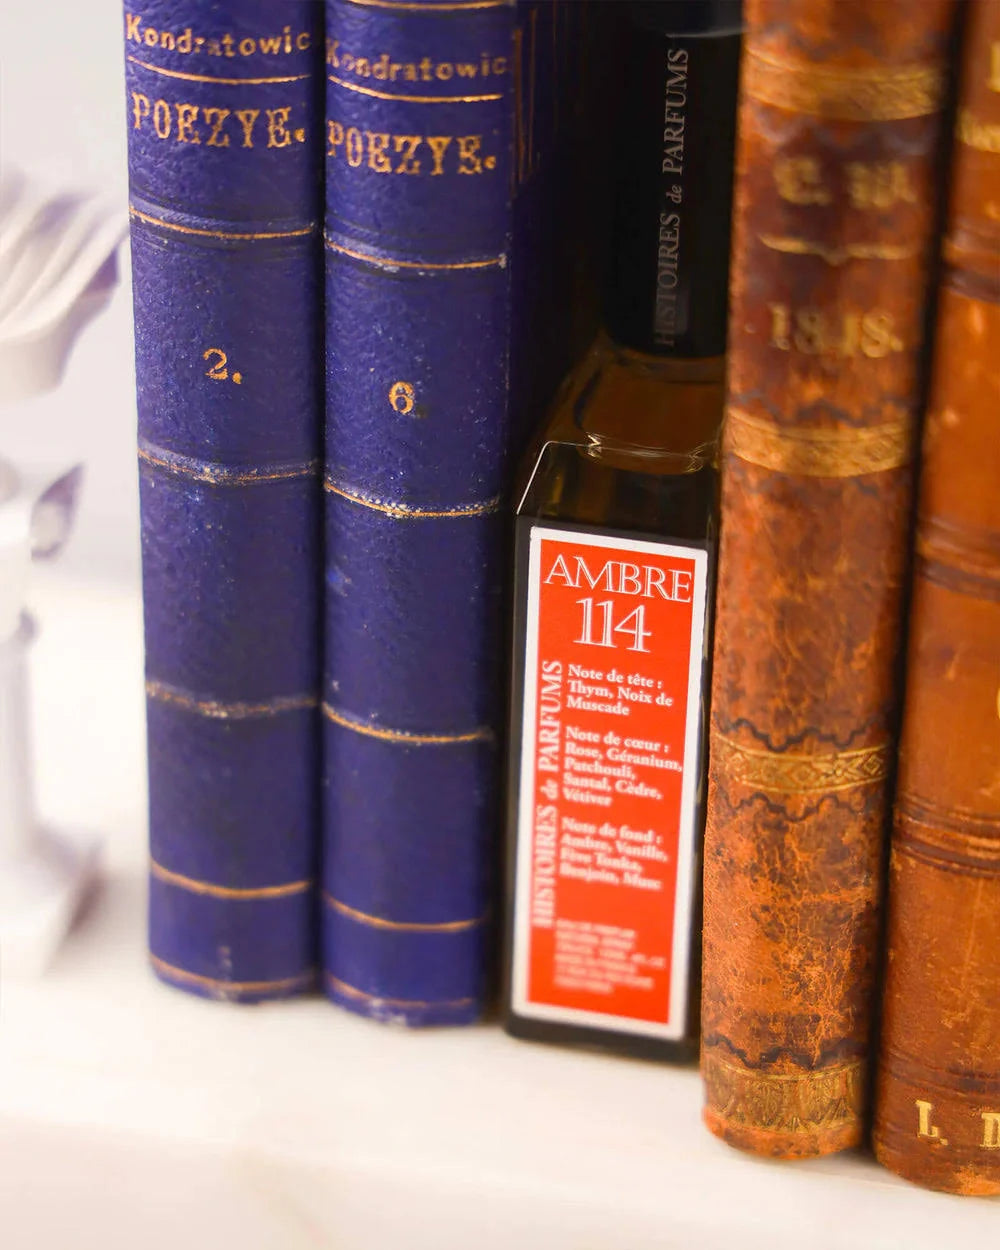 Kondratowic
POEZYE.
2.
Kondratowic
POEZYE.
6
HISTOIRES de PARFUMS
AMBRE
114
HISTOIRES de PARFUMS
Note de tête :
Thym, Noix de
Muscade
Note de cœur :
Rose, Géranium,
Patchouli,
Santal, Cèdre,
Vétiver
Note de fond :
Ambre, Vanille,
Fève Tonka,
Benjoin, Musc
L. D